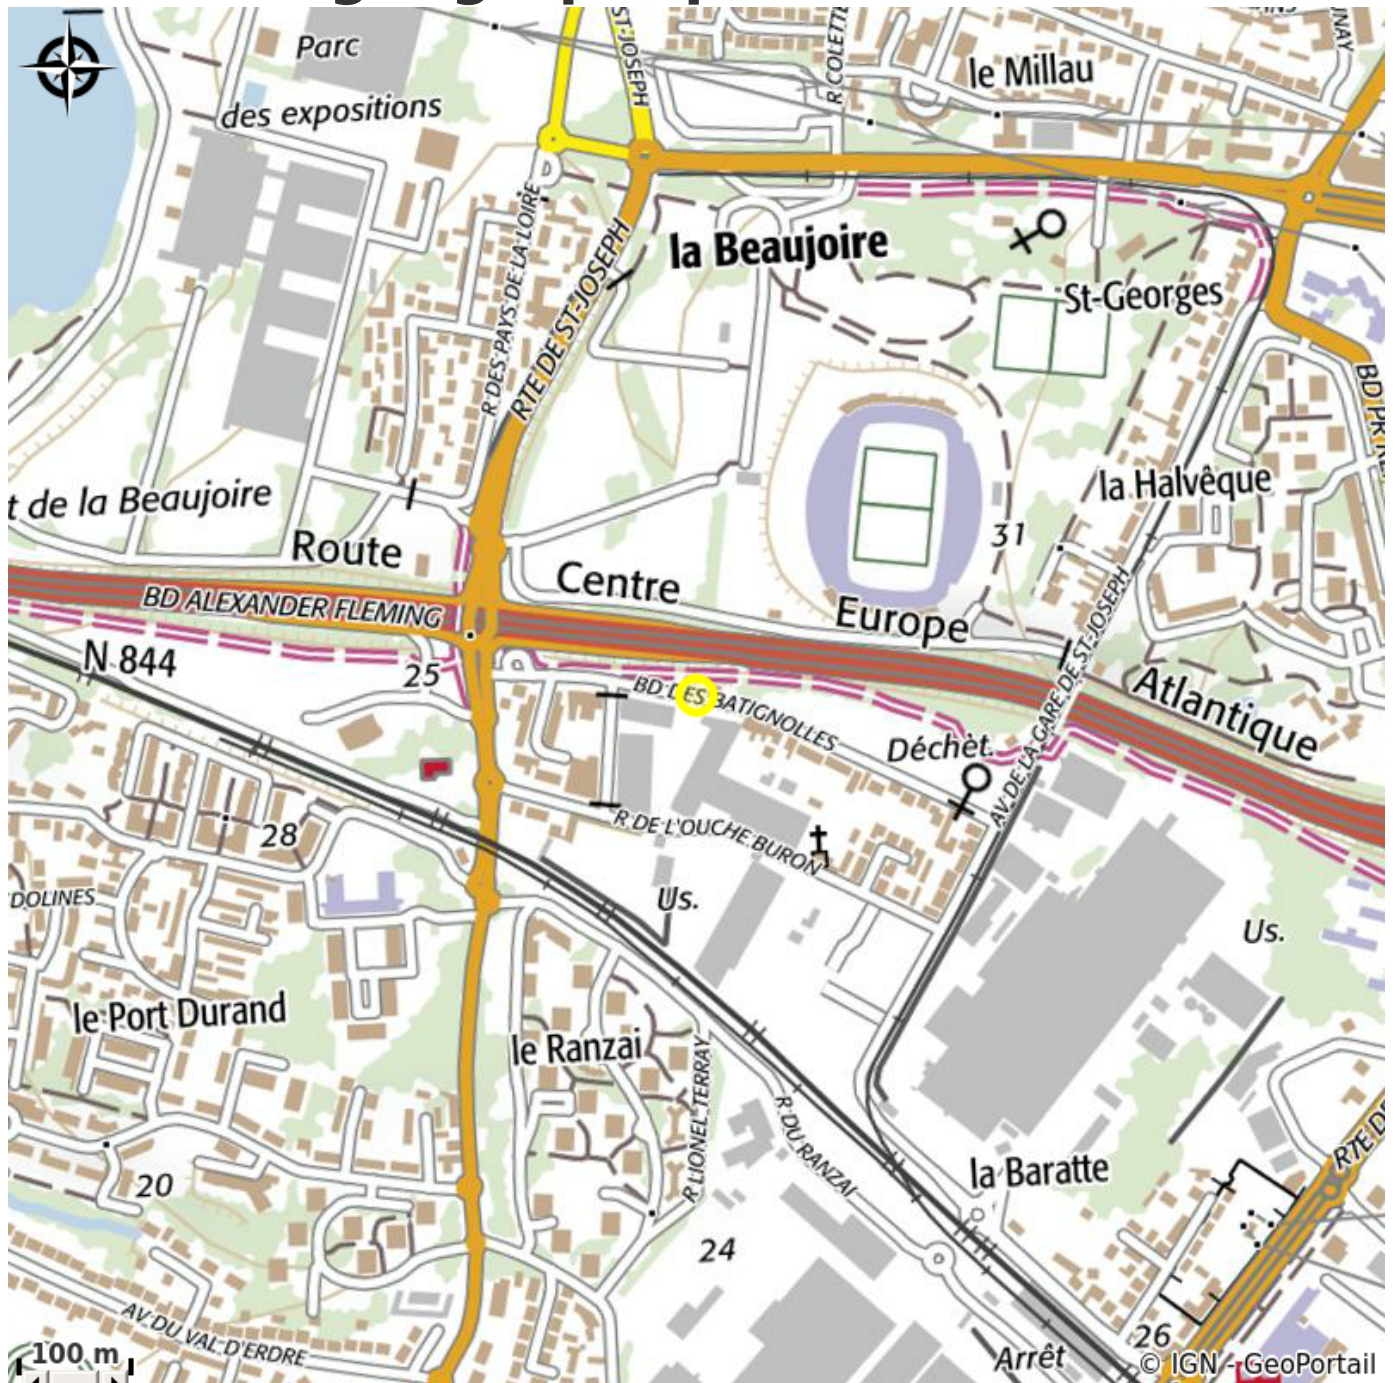 Parc
des expositions
ST-JOSEPH
R COLETTE
le Millau
R DES PAYS DE LA LOIRE
RTE DE ST-JOSEPH
la Beaujoire
St-Georges
BD PR
la Halvêque
31
t de la Beaujoire
Route
Centre
Europe
Atlantique
BD ALEXANDER FLEMING
N 844
25
BD DES BATIGNOLLES
Déchèt.
AV DE LA GARE DE ST-JOSEPH
R DE L'OUCHE BURON
28
DOLINES
Us.
Us.
le Port Durand
le Ranzai
R LIONEL TERRAY
R DU RANZAI
la Baratte
RTE DE
20
24
AV DU VAL D'ERDRE
26
Arrêt
100 m
© IGN - GeoPortail